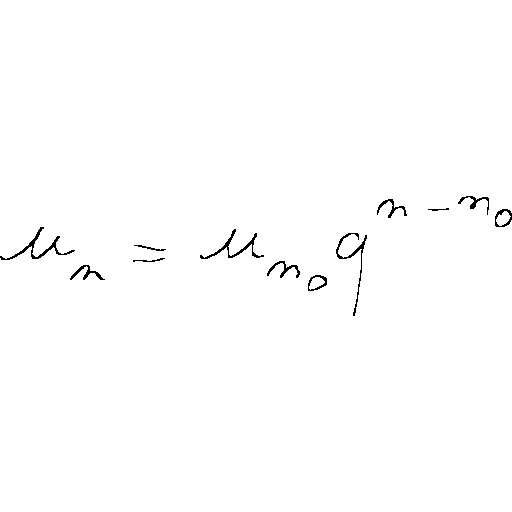 u_n = u_{n_0} q^{n-n_0}